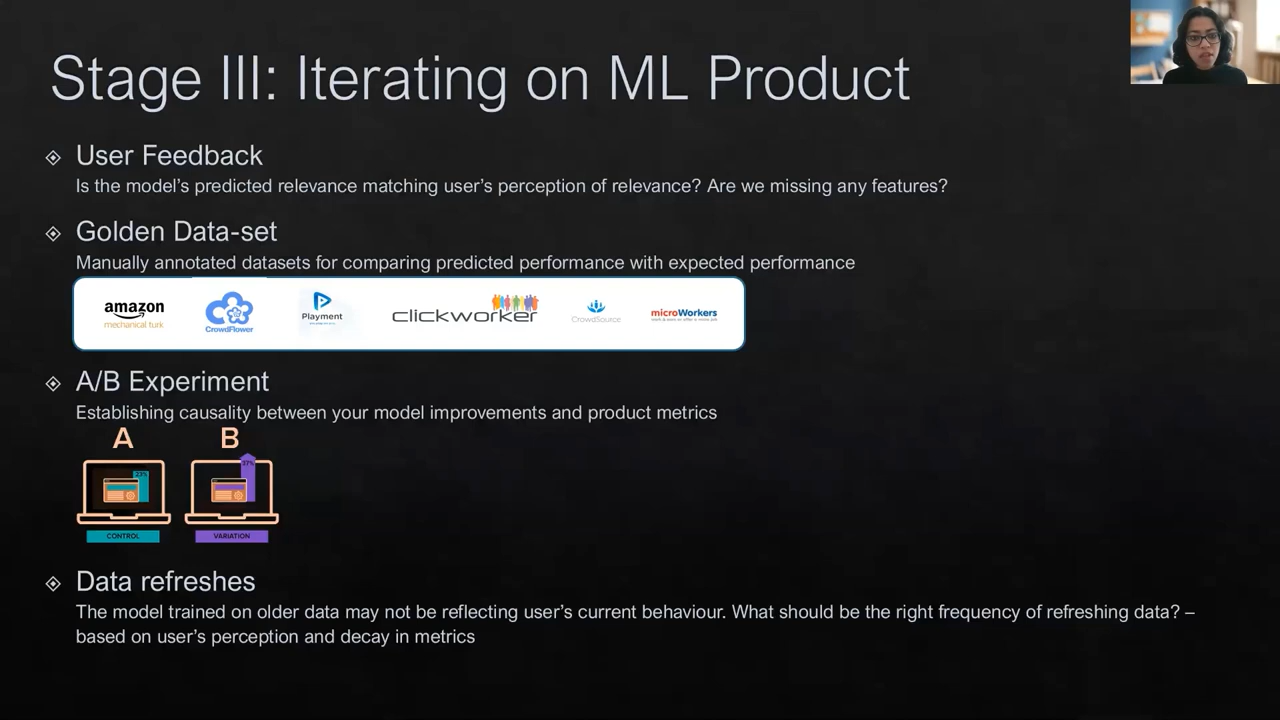 Stage III: Iterating on ML Product
User Feedback
Is the model's predicted relevance matching user's perception of relevance? Are we missing any features?
Golden Data-set
Manually annotated datasets for comparing predicted performance with expected performance
amazon
mechanical turk
CrowdFlower
Playment
clickworker
CrowdSource
microWorkers
A/B Experiment
Establishing causality between your model improvements and product metrics
A B
23% 37%
CONTROL VARIATION
Data refreshes
The model trained on older data may not be reflecting user's current behaviour. What should be the right frequency of refreshing data? –
based on user's perception and decay in metrics